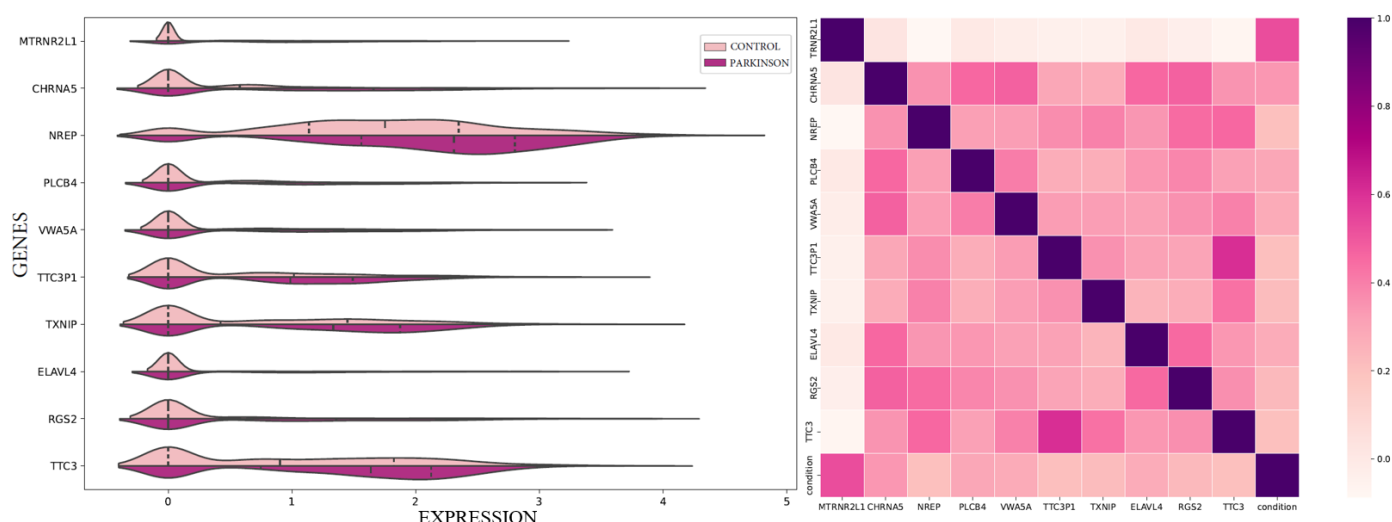 MTRNR2L1
CHRNA5
NREP
PLCB4
VWA5A
TTC3P1
TXNIP
ELAVL4
RGS2
TTC3
GENES
CONTROL
PARKINSON
0 1 2 3 4 5
EXPRESSION
TRNR2L1
CHRNA5
NREP
PLCB4
VWA5A
TTC3P1
TXNIP
ELAVL4
RGS2
TTC3
condition
MTRNR2L1 CHRNA5 NREP PLCB4 VWA5A TTC3P1 TXNIP ELAVL4 RGS2 TTC3 condition
1.0
0.8
0.6
0.4
0.2
0.0